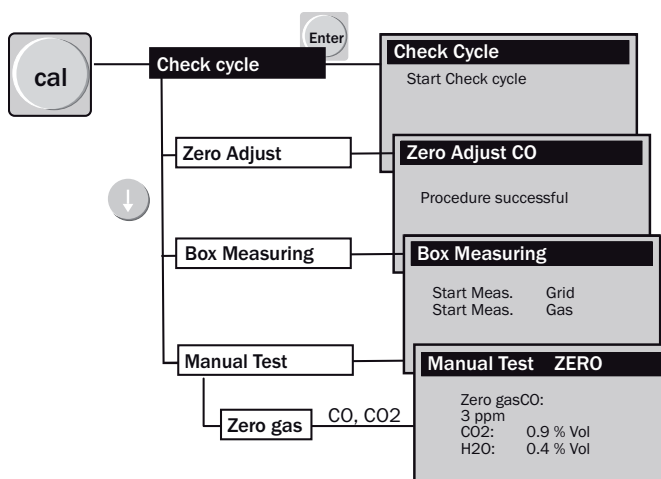 Enter
cal
Check cycle
Check Cycle
Start Check cycle
Zero Adjust
Zero Adjust CO
Procedure successful
Box Measuring
Box Measuring
Start Meas. Grid
Start Meas. Gas
Manual Test
Manual Test ZERO
Zero gasCO:
3 ppm
CO2: 0.9 % Vol
H2O: 0.4 % Vol
Zero gas
CO, CO2